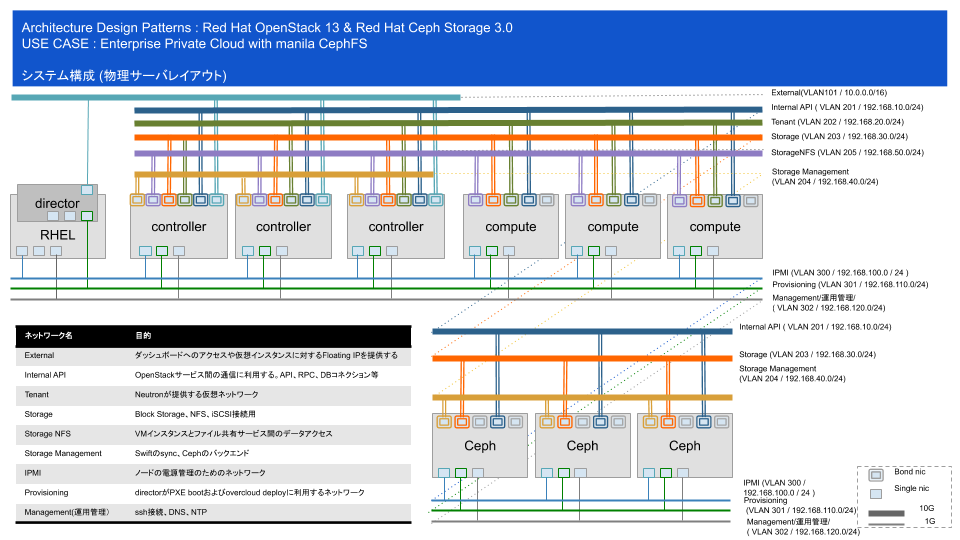 Architecture Design Patterns : Red Hat OpenStack 13 & Red Hat Ceph Storage 3.0
USE CASE : Enterprise Private Cloud with manila CephFS
システム構成 (物理サーバレイアウト)
External(VLAN101 / 10.0.0.0/16)
Internal API ( VLAN 201 / 192.168.10.0/24)
Tenant (VLAN 202 / 192.168.20.0/24)
Storage (VLAN 203 / 192.168.30.0/24)
StorageNFS (VLAN 205 / 192.168.50.0/24)
Storage Management
(VLAN 204 / 192.168.40.0/24)
director
RHEL
controller
controller
controller
compute
compute
compute
IPMI (VLAN 300 / 192.168.100.0 / 24 )
Provisioning (VLAN 301 / 192.168.110.0/24)
Management/運用管理/
( VLAN 302 / 192.168.120.0/24)
ネットワーク名 目的
External ダッシュボードへのアクセスや仮想インスタンスに対するFloating IPを提供する
Internal API OpenStackサービス間の通信に利用する。API、RPC、DBコネクション等
Tenant Neutronが提供する仮想ネットワーク
Storage Block Storage、NFS、iSCSI接続用
Storage NFS VMインスタンスとファイル共有サービス間のデータアクセス
Storage Management Swiftのsync、Cephのバックエンド
IPMI ノードの電源管理のためのネットワーク
Provisioning directorがPXE bootおよびovercloud deployに利用するネットワーク
Management(運用管理) ssh接続、DNS、NTP
Internal API ( VLAN 201 / 192.168.10.0/24)
Storage (VLAN 203 / 192.168.30.0/24)
Storage Management
(VLAN 204 / 192.168.40.0/24)
Ceph
Ceph
Ceph
IPMI (VLAN 300 /
192.168.100.0 / 24 )
Provisioning
(VLAN 301 / 192.168.110.0/24)
Management/運用管理/
( VLAN 302 / 192.168.120.0/24)
Bond nic
Single nic
10G
1G